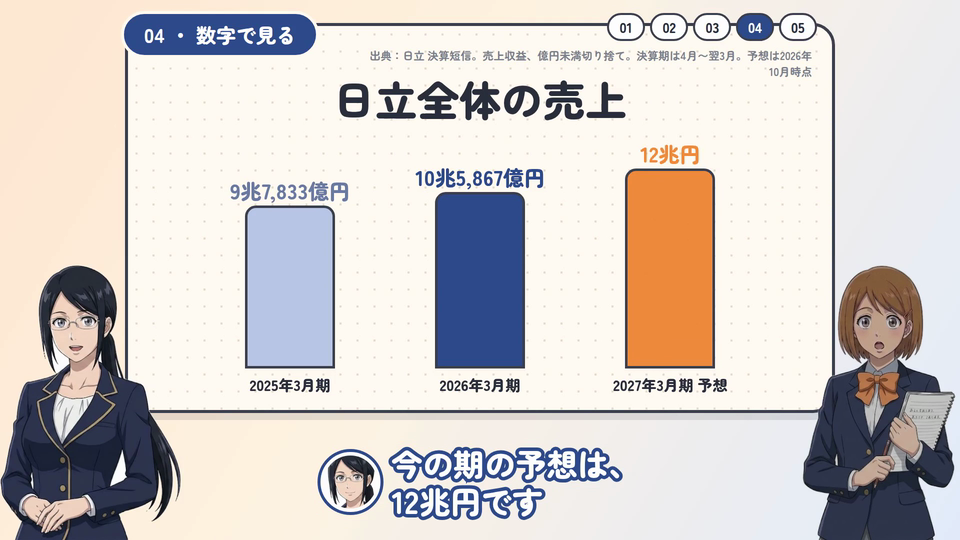 04 ・ 数字で見る
01 02 03 04 05
出典：日立 決算短信。売上収益、億円未満切り捨て。決算期は4月〜翌3月。予想は2026年
10月時点
日立全体の売上
9兆7,833億円
10兆5,867億円
12兆円
2025年3月期
2026年3月期
2027年3月期 予想
今の期の予想は、
12兆円です